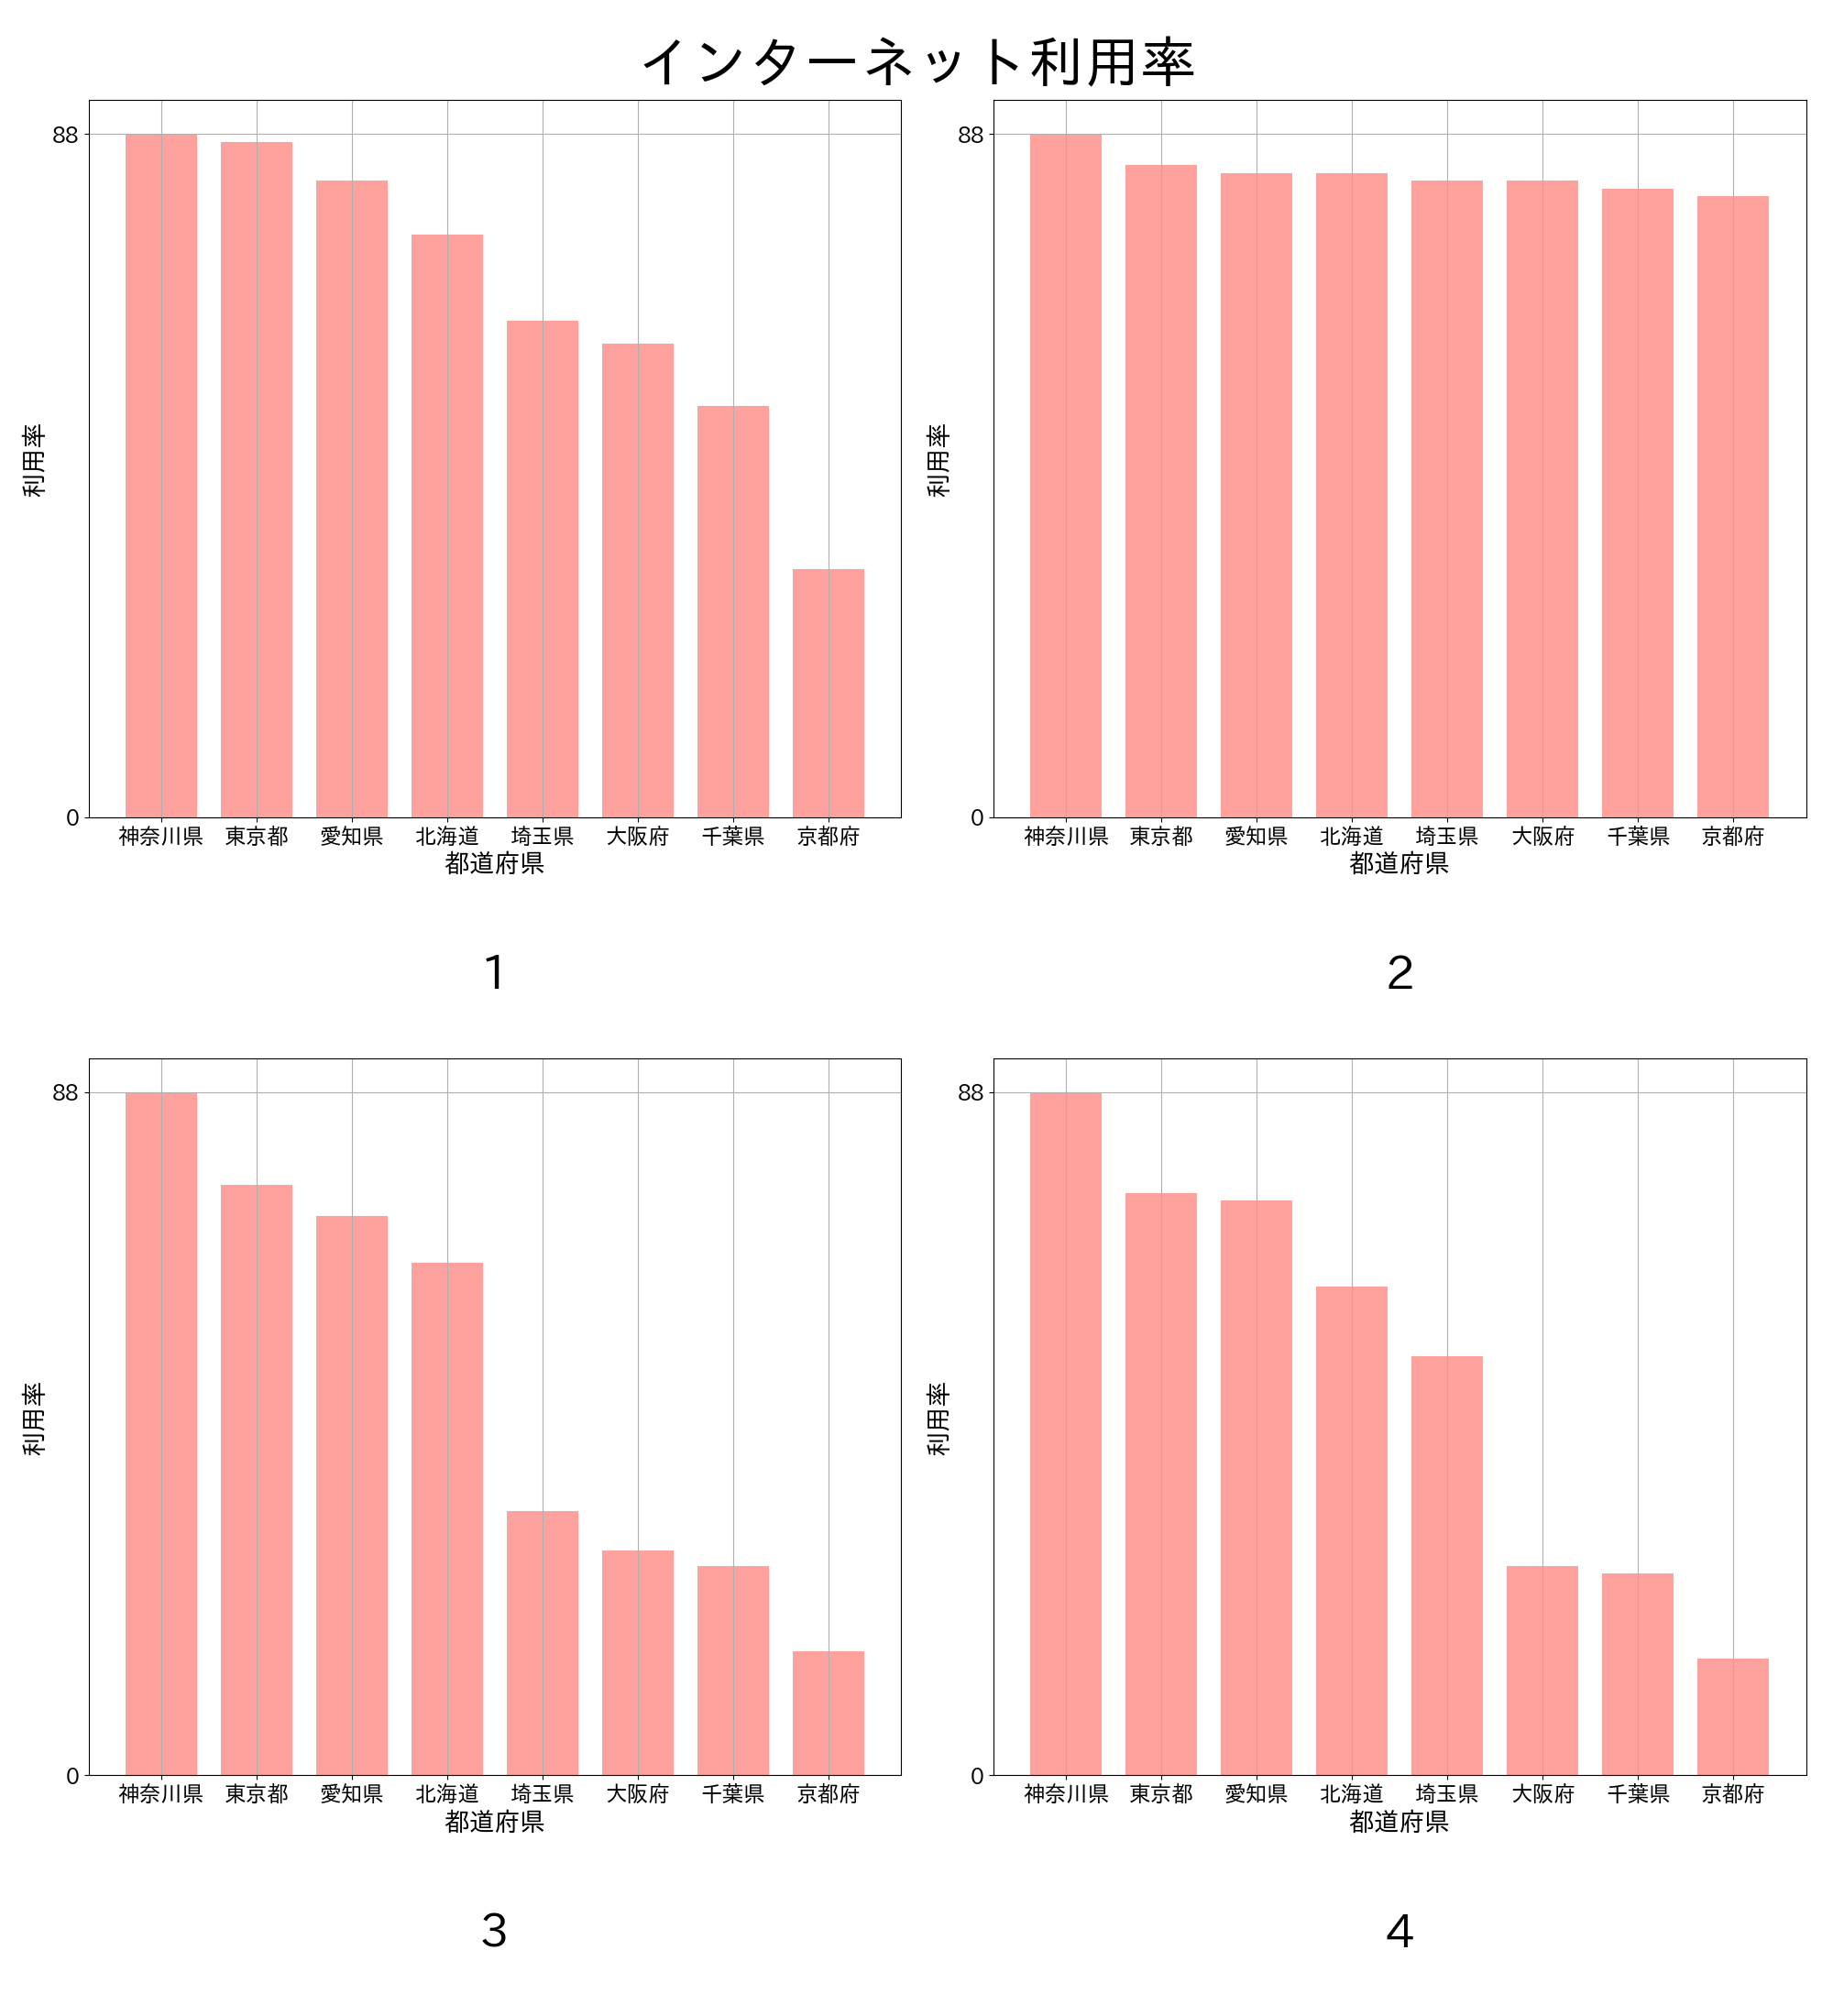 インターネット利用率
88
0
利用率
神奈川県 東京都 愛知県 北海道 埼玉県 大阪府 千葉県 京都府
都道府県
1
88
0
利用率
神奈川県 東京都 愛知県 北海道 埼玉県 大阪府 千葉県 京都府
都道府県
2
88
0
利用率
神奈川県 東京都 愛知県 北海道 埼玉県 大阪府 千葉県 京都府
都道府県
3
88
0
利用率
神奈川県 東京都 愛知県 北海道 埼玉県 大阪府 千葉県 京都府
都道府県
4